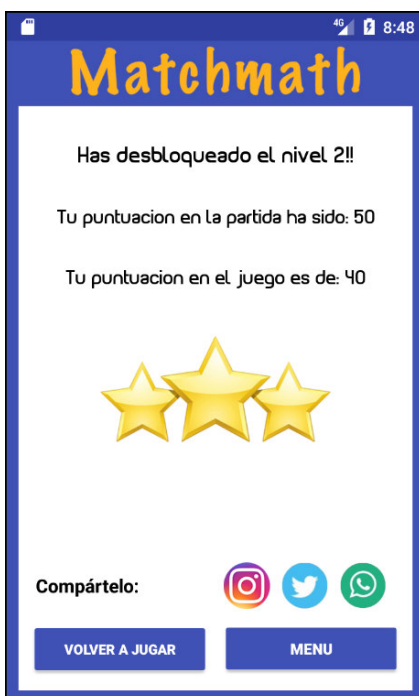 4G 8:48
Matchmath
Has desbloqueado el nivel 2!!
Tu puntuacion en la partida ha sido: 50
Tu puntuacion en el juego es de: 40
Compártelo:
VOLVER A JUGAR
MENU